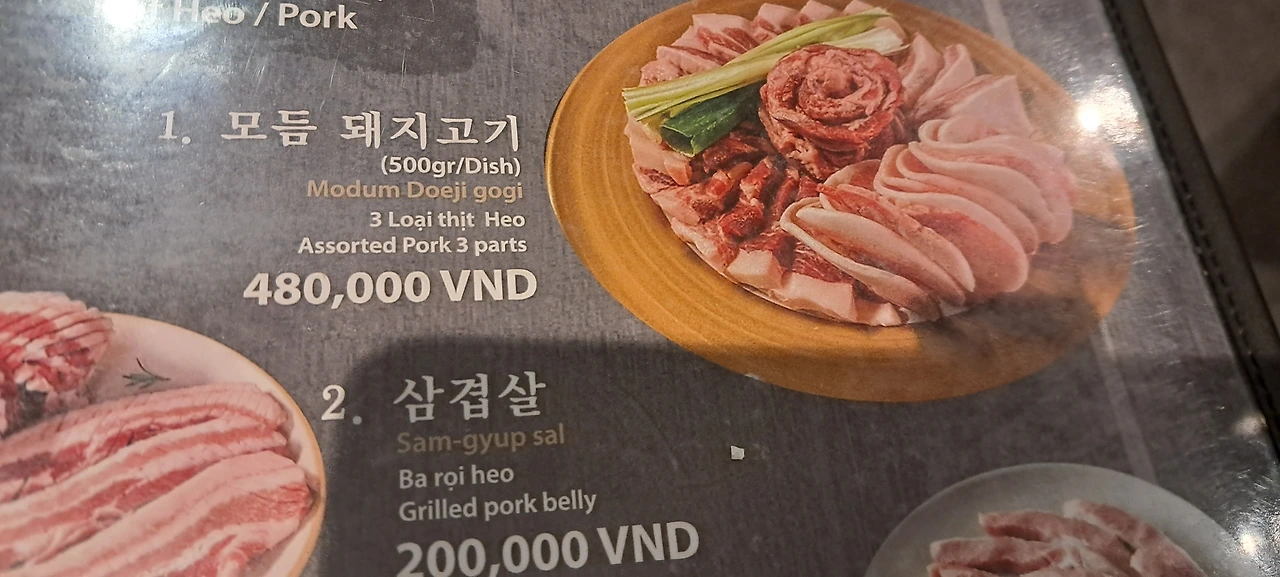 Heo / Pork
1. 모듬 돼지고기
(500gr/Dish)
Modum Doeji gogi
3 Loại thịt Heo
Assorted Pork 3 parts
480,000 VND
2. 삼겹살
Sam-gyup sal
Ba rọi heo
Grilled pork belly
200,000 VND